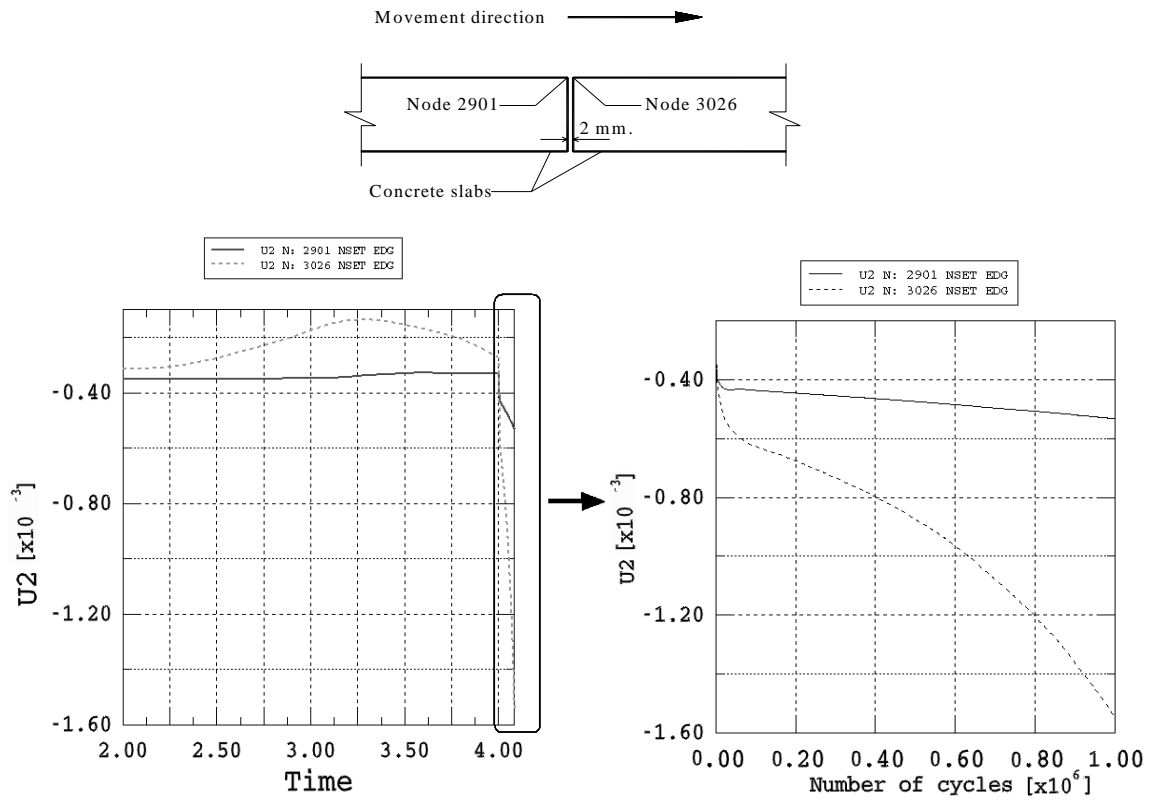 Movement direction
Node 2901
Node 3026
2 mm.
Concrete slabs
U2 N: 2901 NSET EDG
U2 N: 3026 NSET EDG
-0.40
-0.80
-1.20
-1.60
U2 [x10 -3]
2.00 2.50 3.00 3.50 4.00
Time
U2 N: 2901 NSET EDG
U2 N: 3026 NSET EDG
-0.40
-0.80
-1.20
-1.60
U2 [x10 -3]
0.00 0.20 0.40 0.60 0.80 1.00
Number of cycles [x10 6]